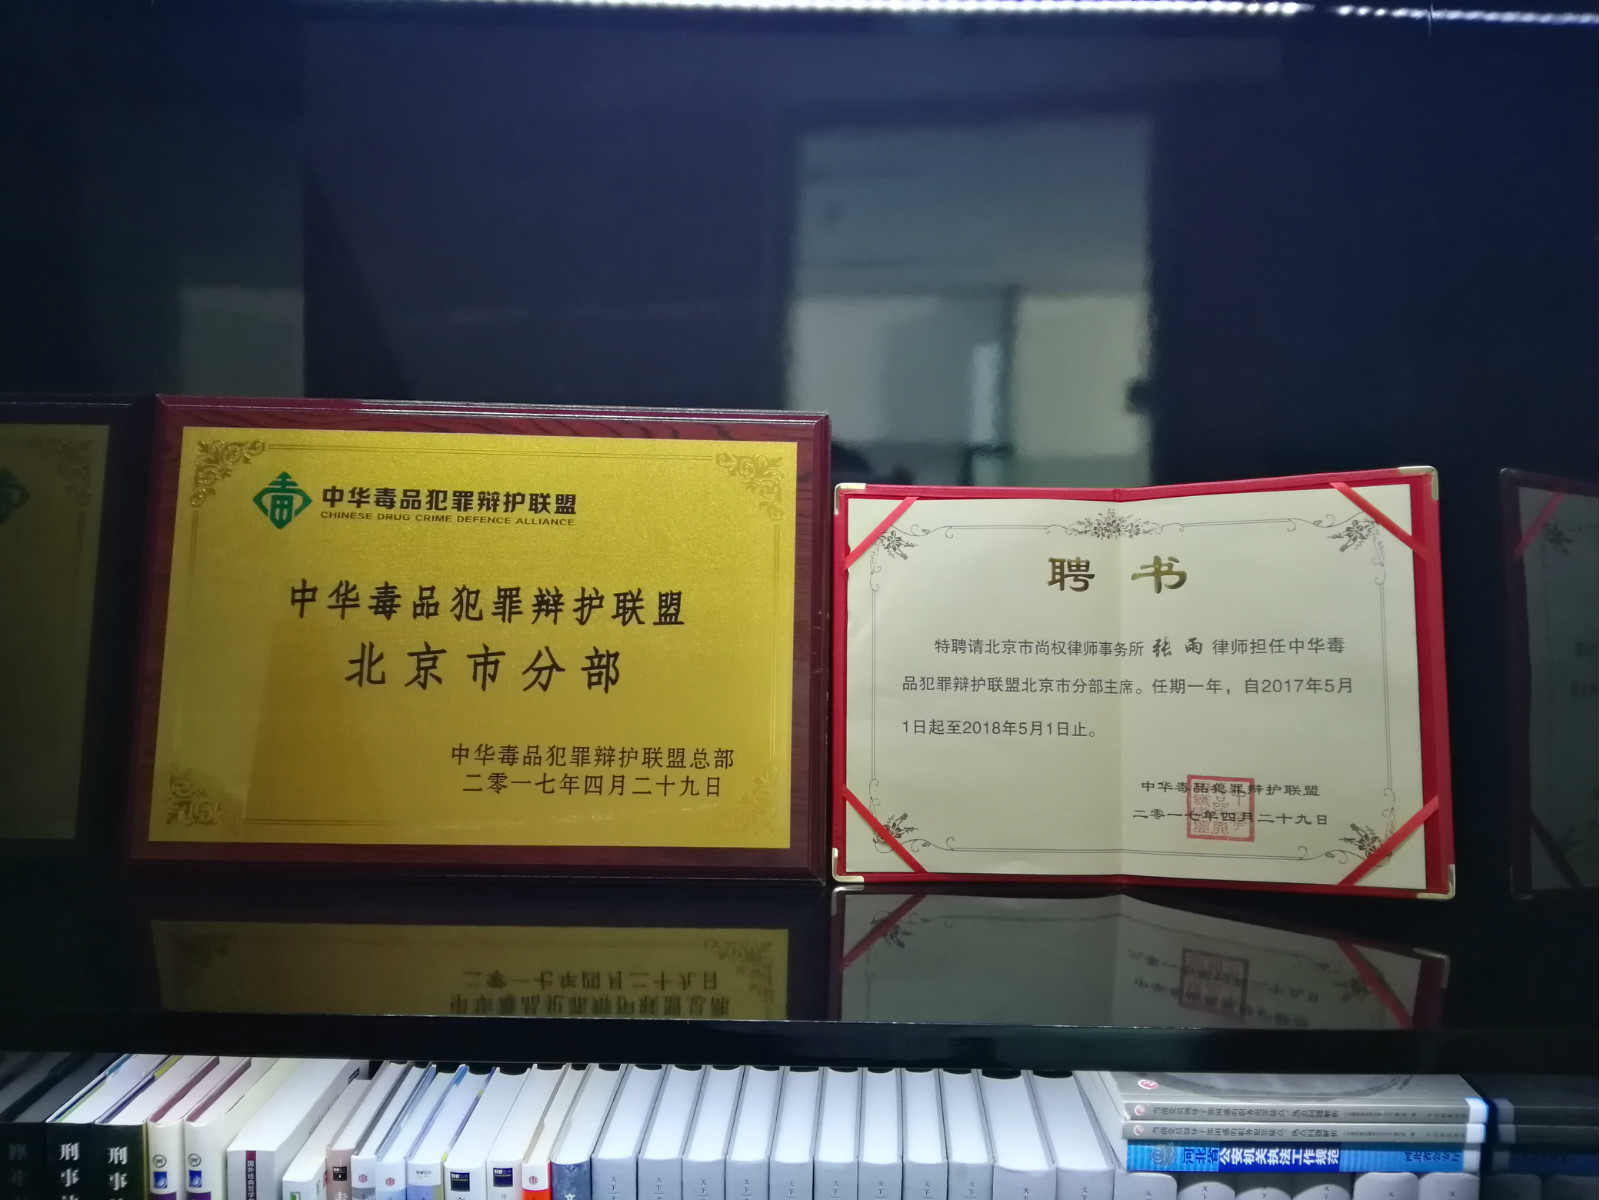 中华毒品犯罪辩护联盟
CHINESE DRUG CRIME DEFENCE ALLIANCE
中华毒品犯罪辩护联盟
北京市分部
中华毒品犯罪辩护联盟总部
二零一七年四月二十九日
聘书
特聘请北京市尚权律师事务所 张雨 律师担任中华毒
品犯罪辩护联盟北京市分部主席。任期一年，自2017年5月
1日起至2018年5月1日止。
中华毒品犯罪辩护联盟
二零一七年四月二十九日
刑事
刑事
河北省公安机关执法工作规范